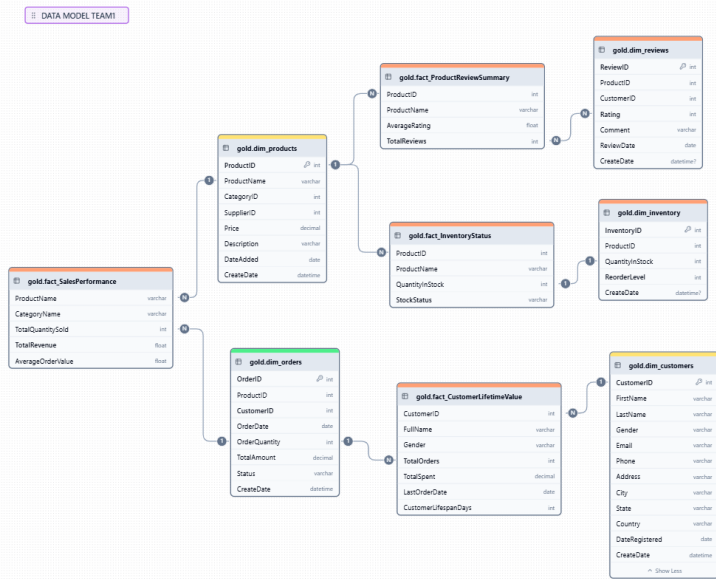 DATA MODEL TEAM1
gold.fact_ProductReviewSummary
ProductID int
ProductName varchar
AverageRating float
TotalReviews int
gold.dim_reviews
ReviewID int
ProductID int
CustomerID int
Rating int
Comment varchar
ReviewDate date
CreateDate datetime?
gold.dim_products
ProductID int
ProductName varchar
CategoryID int
SupplierID int
Price decimal
Description varchar
DateAdded date
CreateDate datetime
gold.fact_InventoryStatus
ProductID int
ProductName varchar
QuantityInStock int
StockStatus varchar
gold.dim_inventory
InventoryID int
ProductID int
QuantityInStock int
ReorderLevel int
CreateDate datetime?
gold.fact_SalesPerformance
ProductName varchar
CategoryName varchar
TotalQuantitySold int
TotalRevenue float
AverageOrderValue float
gold.dim_orders
OrderID int
ProductID int
CustomerID int
OrderDate date
OrderQuantity int
TotalAmount decimal
Status varchar
CreateDate datetime
gold.fact_CustomerLifetimeValue
CustomerID int
FullName varchar
Gender varchar
TotalOrders int
TotalSpent decimal
LastOrderDate date
CustomerLifespanDays int
gold.dim_customers
CustomerID int
FirstName varchar
LastName varchar
Gender varchar
Email varchar
Phone varchar
Address varchar
City varchar
State varchar
Country varchar
DateRegistered date
CreateDate datetime
Show Less
N
N
1
1
N
1
1
N
N
1
1
N
N
1